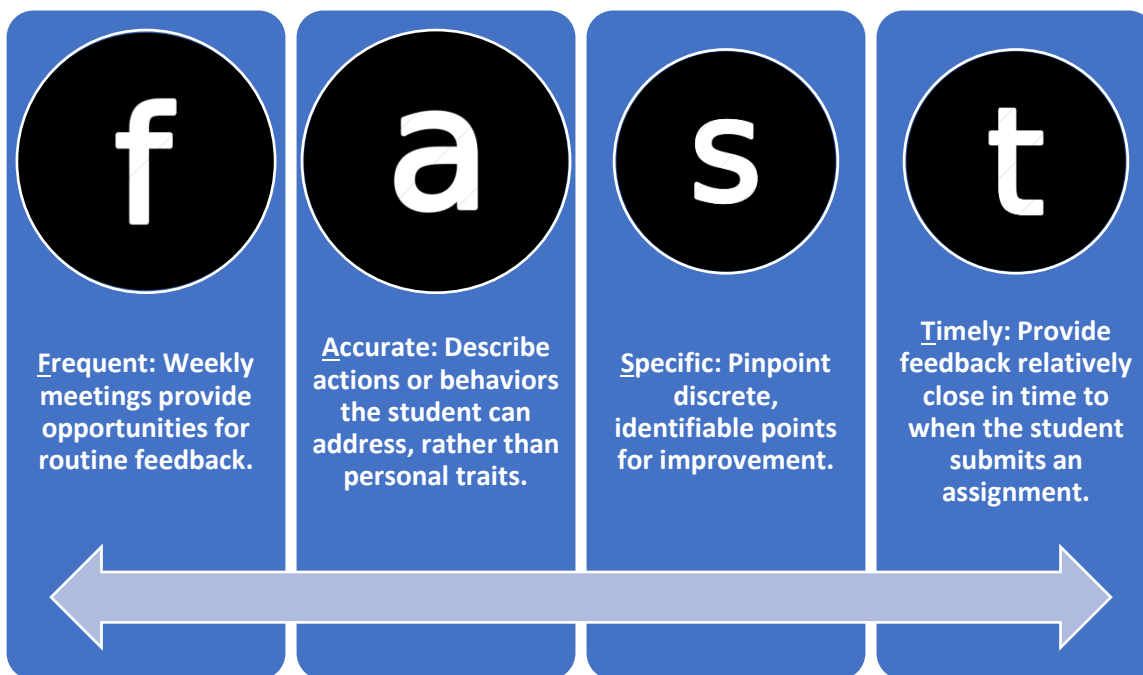 f
a
s
t
Frequent: Weekly
meetings provide
opportunities for
routine feedback.
Accurate: Describe
actions or behaviors
the student can
address, rather than
personal traits.
Specific: Pinpoint
discrete,
identifiable points
for improvement.
Timely: Provide
feedback relatively
close in time to
when the student
submits an
assignment.